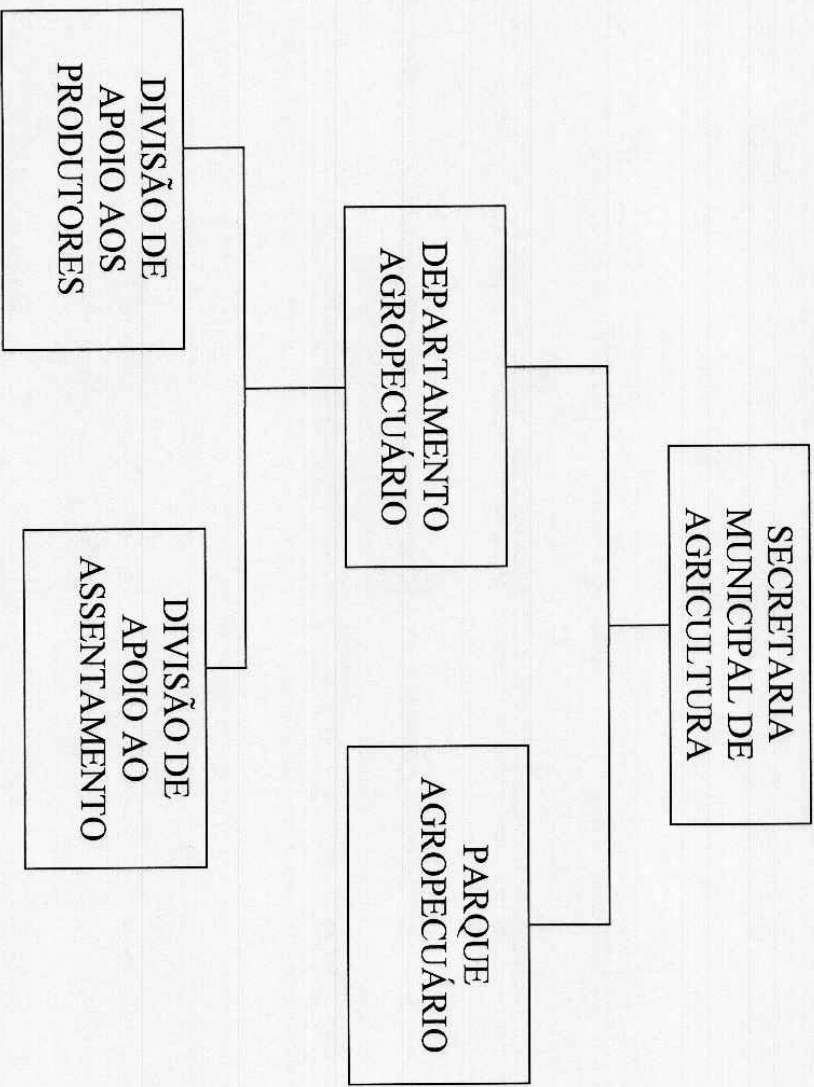 SECRETARIA
MUNICIPAL DE
AGRICULTURA
DEPARTAMENTO
AGROPECUÁRIO
PARQUE
AGROPECUÁRIO
DIVISÃO DE
APOIO AOS
PRODUTORES
DIVISÃO DE
APOIO AO
ASSENTAMENTO